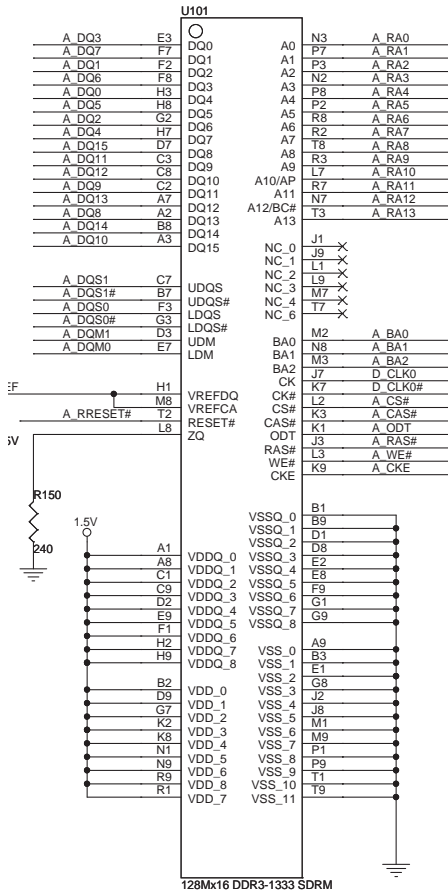 U101
A_DQ3 E3 DQ0 A0 N3 A_RA0
A_DQ7 F7 DQ1 A1 P7 A_RA1
A_DQ1 F2 DQ2 A2 P3 A_RA2
A_DQ6 F8 DQ3 A3 N2 A_RA3
A_DQ0 H3 DQ4 A4 P8 A_RA4
A_DQ5 H8 DQ5 A5 P2 A_RA5
A_DQ2 G2 DQ6 A6 R8 A_RA6
A_DQ4 H7 DQ7 A7 R2 A_RA7
A_DQ15 D7 DQ8 A8 T8 A_RA8
A_DQ11 C3 DQ9 A9 R3 A_RA9
A_DQ12 C8 DQ10 A10/AP L7 A_RA10
A_DQ9 C2 DQ11 A11 R7 A_RA11
A_DQ13 A7 DQ12 A12/BC# N7 A_RA12
A_DQ8 A2 DQ13 A13 T3 A_RA13
A_DQ14 B8 DQ14
A_DQ10 A3 DQ15
NC_0 J1
NC_1 J9
NC_2 L1
NC_3 L9
NC_4 M7
NC_6 T7
A_DQS1 C7 UDQS
A_DQS1# B7 UDQS#
A_DQS0 F3 LDQS
A_DQS0# G3 LDQS#
A_DQM1 D3 UDM
A_DQM0 E7 LDM
BA0 M2 A_BA0
BA1 N8 A_BA1
BA2 M3 A_BA2
CK J7 D_CLK0
CK# K7 D_CLK0#
CS# L2 A_CS#
CAS# K3 A_CAS#
ODT K1 A_ODT
RAS# J3 A_RAS#
WE# L3 A_WE#
CKE K9 A_CKE
EF H1 VREFDQ
M8 VREFCA
A_RRESET# T2 RESET#
5V L8 ZQ
R150
240
1.5V
B1 VSSQ_0
B9 VSSQ_1
D1 VSSQ_2
D8 VSSQ_3
E2 VSSQ_4
E8 VSSQ_5
F9 VSSQ_6
G1 VSSQ_7
G9 VSSQ_8
A1 VDDQ_0
A8 VDDQ_1
C1 VDDQ_2
C9 VDDQ_3
D2 VDDQ_4
E9 VDDQ_5
F1 VDDQ_6
H2 VDDQ_7
H9 VDDQ_8
A9 VSS_0
B3 VSS_1
E1 VSS_2
G8 VSS_3
J2 VSS_4
J8 VSS_5
M1 VSS_6
M9 VSS_7
P1 VSS_8
P9 VSS_9
T1 VSS_10
T9 VSS_11
B2 VDD_0
D9 VDD_1
G7 VDD_2
K2 VDD_3
K8 VDD_4
N1 VDD_5
N9 VDD_6
R9 VDD_8
R1 VDD_7
128Mx16 DDR3-1333 SDRM